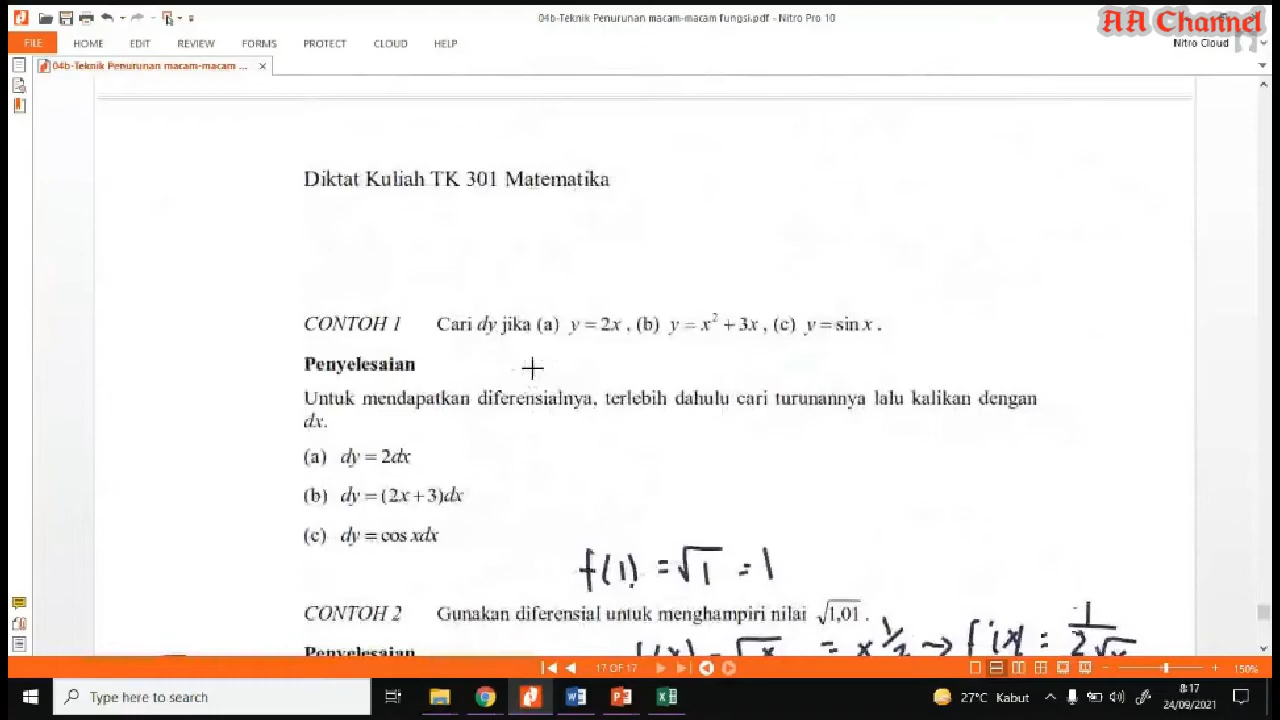 04b-Teknik Penurunan macam-macam fungsi.pdf - Nitro Pro 10
AA Channel
FILE HOME EDIT REVIEW FORMS PROTECT CLOUD HELP
Nitro Cloud
04b-Teknik Penurunan macam-macam ...
Diktat Kuliah TK 301 Matematika
CONTOH 1 Cari dy jika (a) y = 2x , (b) y = x² + 3x , (c) y = sin x .
Penyelesaian
Untuk mendapatkan diferensialnya, terlebih dahulu cari turunannya lalu kalikan dengan
dx.
(a) dy = 2dx
(b) dy = (2x + 3)dx
(c) dy = cos xdx
f(1) = √1 = 1
CONTOH 2 Gunakan diferensial untuk menghampiri nilai √1,01 .
f(x) = √x = x ½ → f'(x) = 1/2√x
Penyelesaian
17 OF 17
150%
Type here to search
27°C Kabut
8:17
24/09/2021